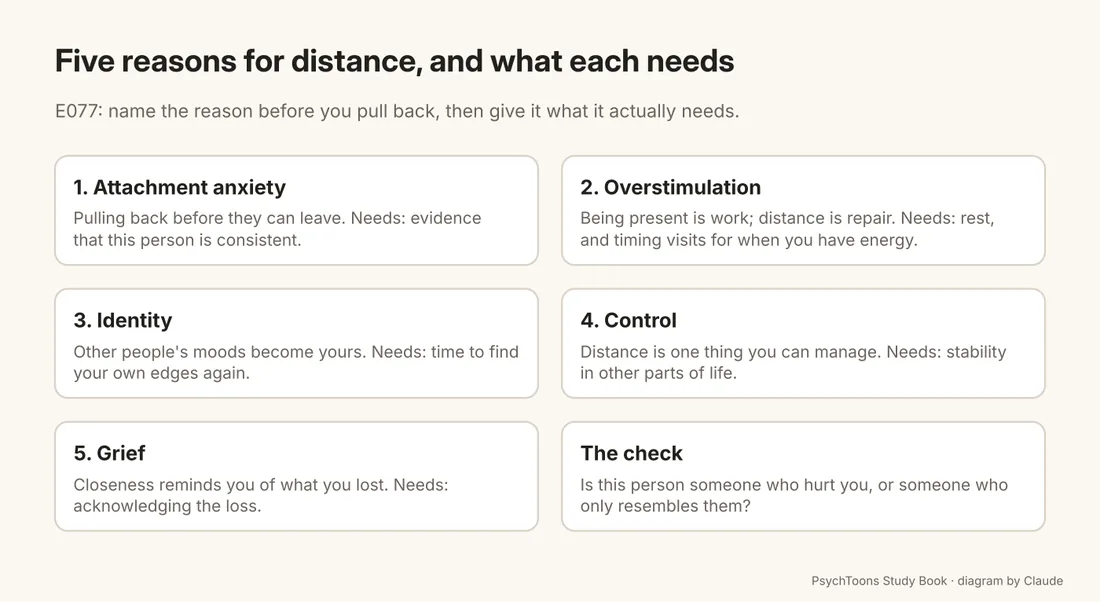 Five reasons for distance, and what each needs
E077: name the reason before you pull back, then give it what it actually needs.
1. Attachment anxiety
Pulling back before they can leave. Needs: evidence
that this person is consistent.
2. Overstimulation
Being present is work; distance is repair. Needs: rest,
and timing visits for when you have energy.
3. Identity
Other people's moods become yours. Needs: time to find
your own edges again.
4. Control
Distance is one thing you can manage. Needs: stability
in other parts of life.
5. Grief
Closeness reminds you of what you lost. Needs:
acknowledging the loss.
The check
Is this person someone who hurt you, or someone who
only resembles them?
PsychToons Study Book · diagram by Claude